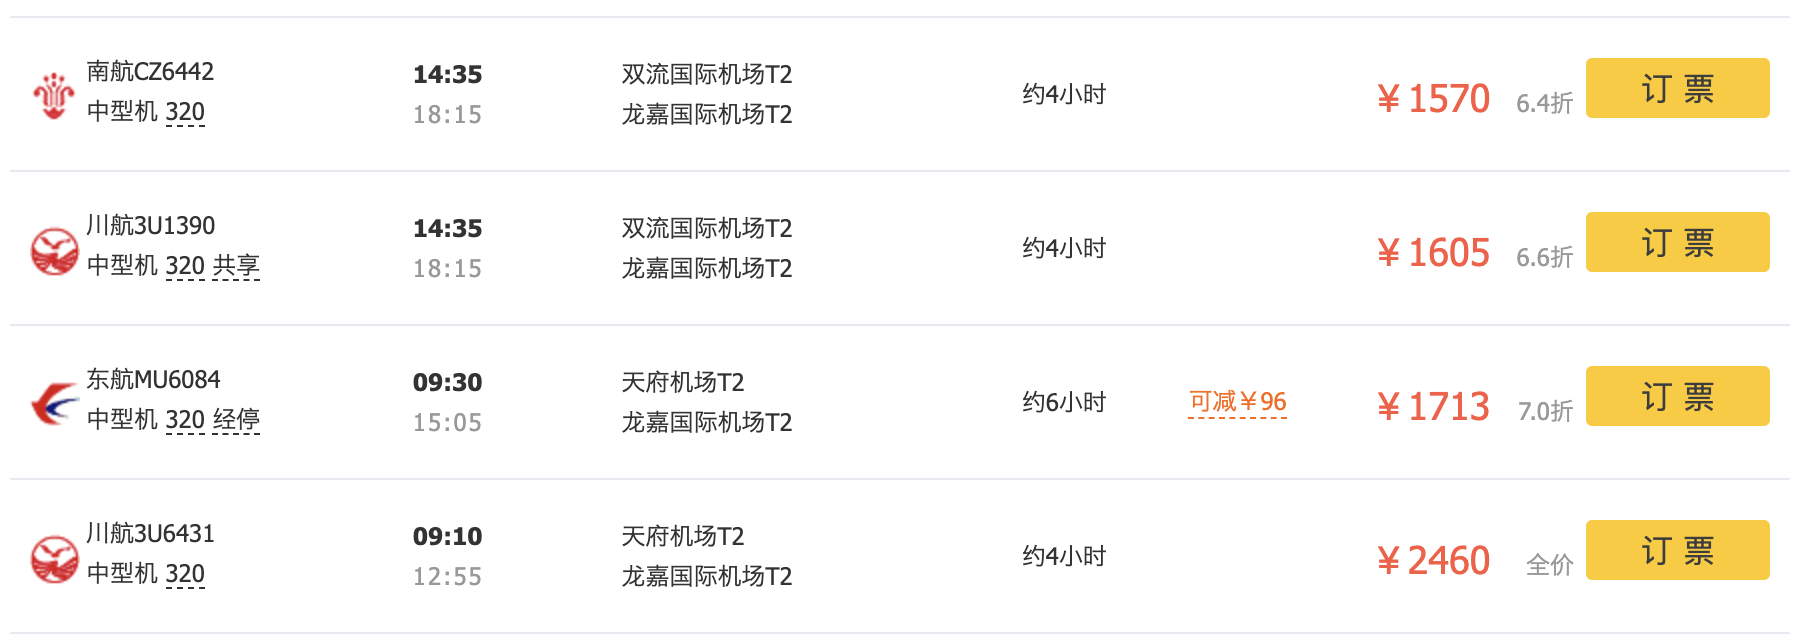 南航CZ6442
14:35
双流国际机场T2
约4小时
¥1570
6.4折
订 票
中型机 320
18:15
龙嘉国际机场T2
川航3U1390
14:35
双流国际机场T2
约4小时
¥1605
6.6折
订 票
中型机 320 共享
18:15
龙嘉国际机场T2
东航MU6084
09:30
天府机场T2
约6小时
可减¥96
¥1713
7.0折
订 票
中型机 320 经停
15:05
龙嘉国际机场T2
川航3U6431
09:10
天府机场T2
约4小时
¥2460
全价
订 票
中型机 320
12:55
龙嘉国际机场T2